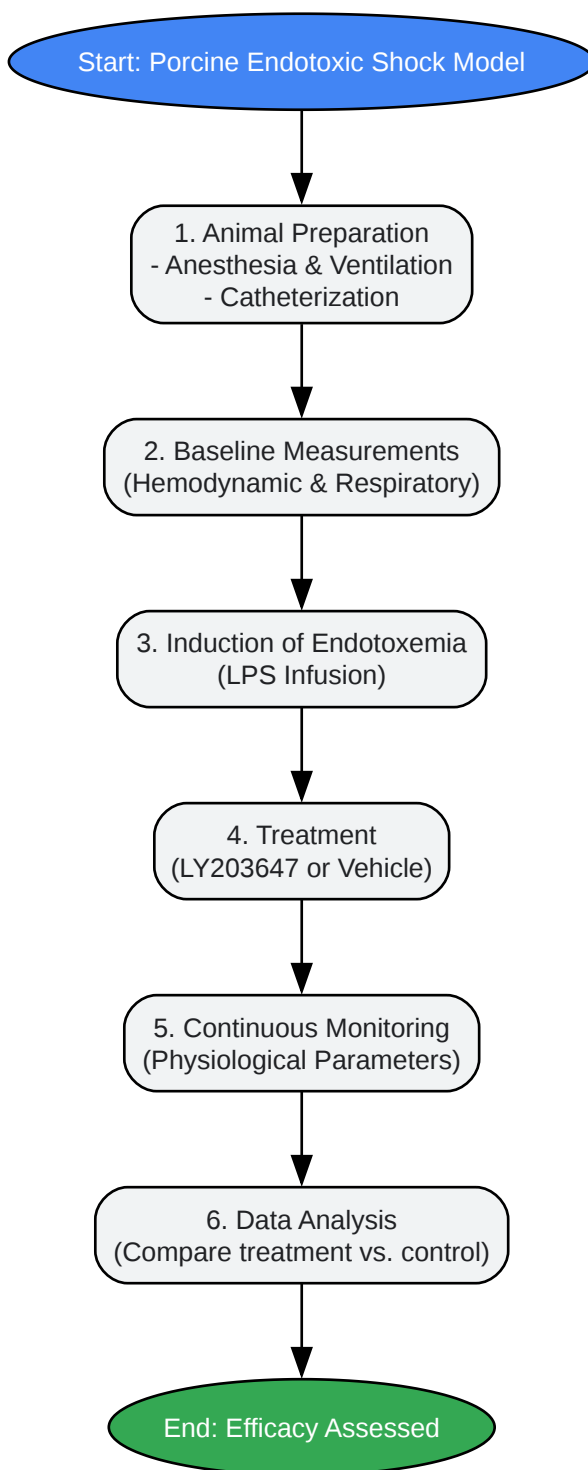 Start: Porcine Endotoxic Shock Model
1. Animal Preparation
- Anesthesia & Ventilation
- Catheterization
2. Baseline Measurements
(Hemodynamic & Respiratory)
3. Induction of Endotoxemia
(LPS Infusion)
4. Treatment
(LY203647 or Vehicle)
5. Continuous Monitoring
(Physiological Parameters)
6. Data Analysis
(Compare treatment vs. control)
End: Efficacy Assessed